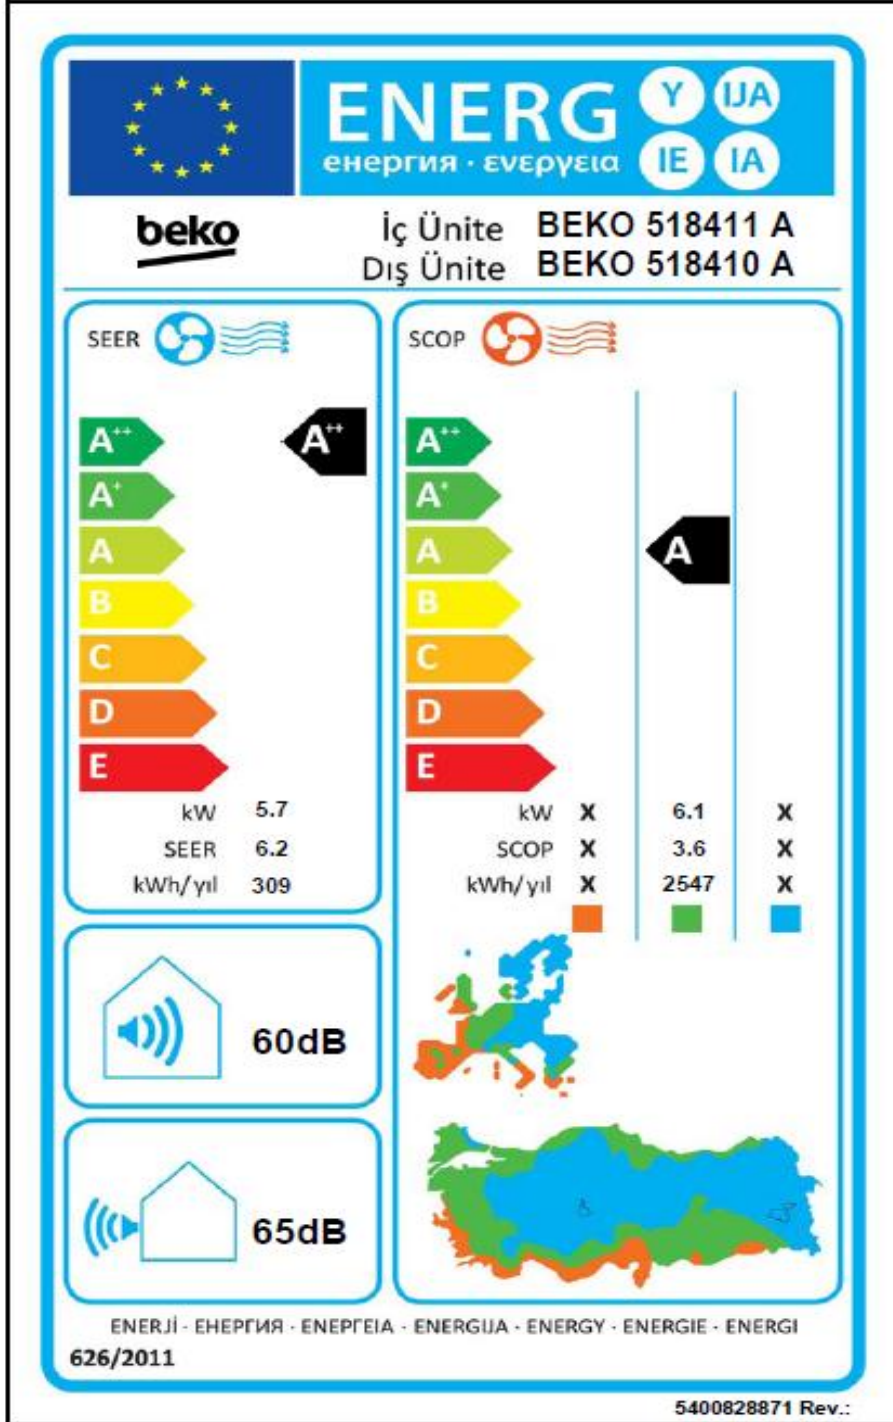 ENERG Y IJA
енергия · ενεργεια IE IA
beko
İç Ünite BEKO 518411 A
Dış Ünite BEKO 518410 A
SEER
A++ A++
A+
A
B
C
D
E
kW 5.7
SEER 6.2
kWh/yıl 309
SCOP
A++
A+
A A
B
C
D
E
kW X 6.1 X
SCOP X 3.6 X
kWh/yıl X 2547 X
60dB
65dB
ENERJİ · ЕНЕРГИЯ · ΕΝΕΡΓΕΙΑ · ENERGIJA · ENERGY · ENERGIE · ENERGI
626/2011
5400828871 Rev.: